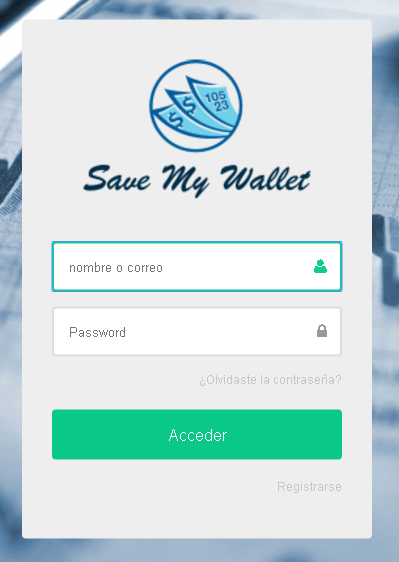 105
23
$ $
Save My Wallet
nombre o correo
Password
¿Olvidaste la contraseña?
Acceder
Registrarse